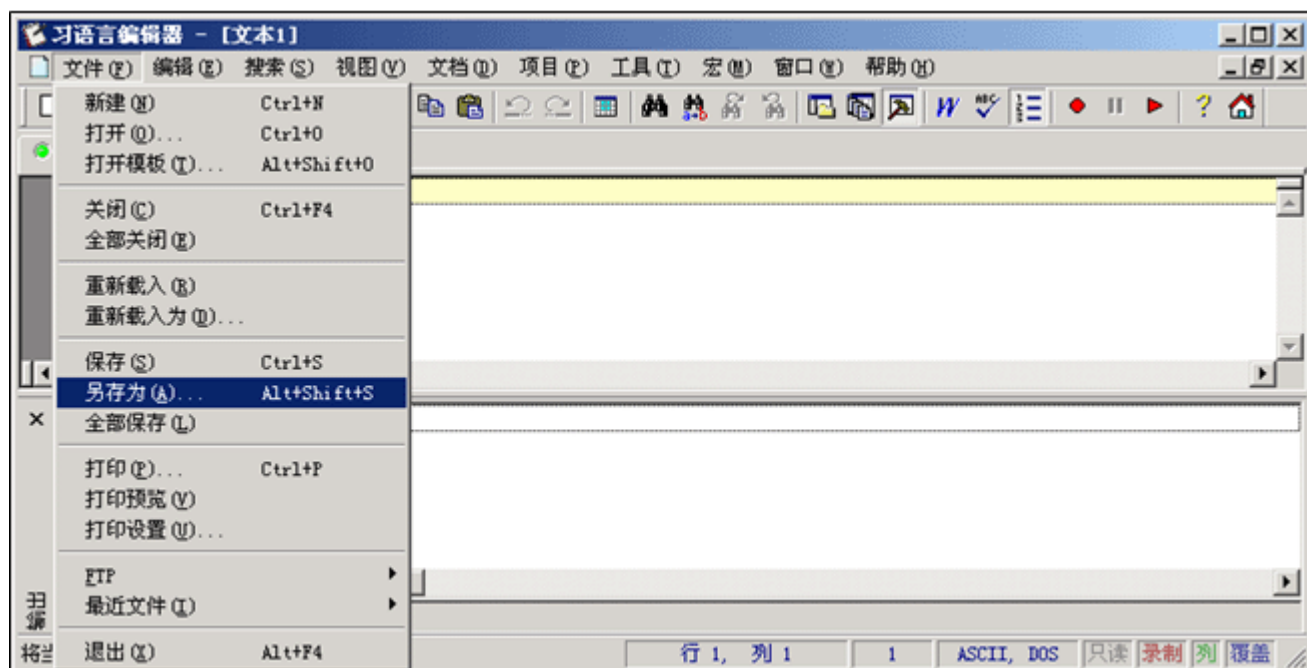 习语言编辑器 - [文本1]
文件(F) 编辑(E) 搜索(S) 视图(V) 文档(D) 项目(P) 工具(T) 宏(M) 窗口(W) 帮助(H)
新建(N) Ctrl+N
打开(O)... Ctrl+O
打开模板(T)... Alt+Shift+O
关闭(C) Ctrl+F4
全部关闭(E)
重新载入(R)
重新载入为(D)...
保存(S) Ctrl+S
另存为(A)... Alt+Shift+S
全部保存(L)
打印(P)... Ctrl+P
打印预览(V)
打印设置(U)...
FTP
最近文件(I)
退出(X) Alt+F4
行 1, 列 1 1 ASCII, DOS 只读 录制 列 覆盖